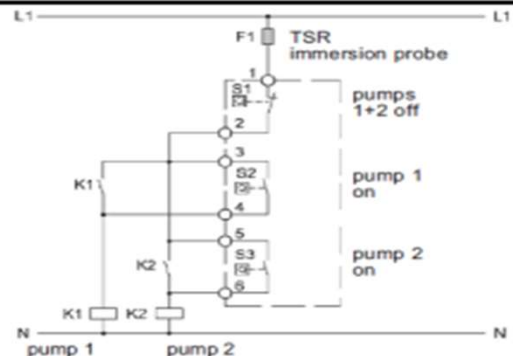 L1 L1
F1 TSR
immersion probe
1
S1
pumps
1+2 off
2
3
K1
S2
pump 1
on
4
5
K2
S3
pump 2
on
6
K1 K2
N N
pump 1 pump 2